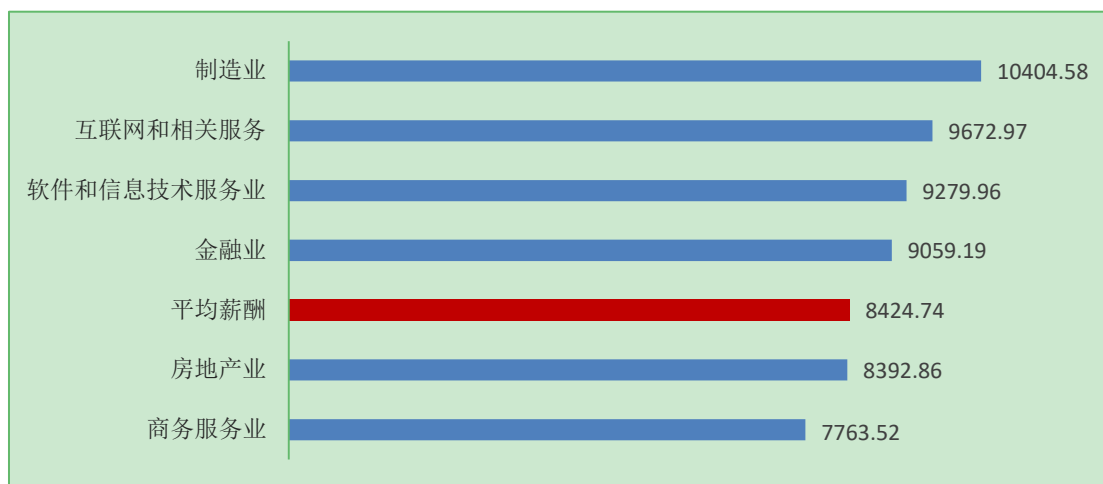 制造业 10404.58
互联网和相关服务 9672.97
软件和信息技术服务业 9279.96
金融业 9059.19
平均薪酬 8424.74
房地产业 8392.86
商务服务业 7763.52